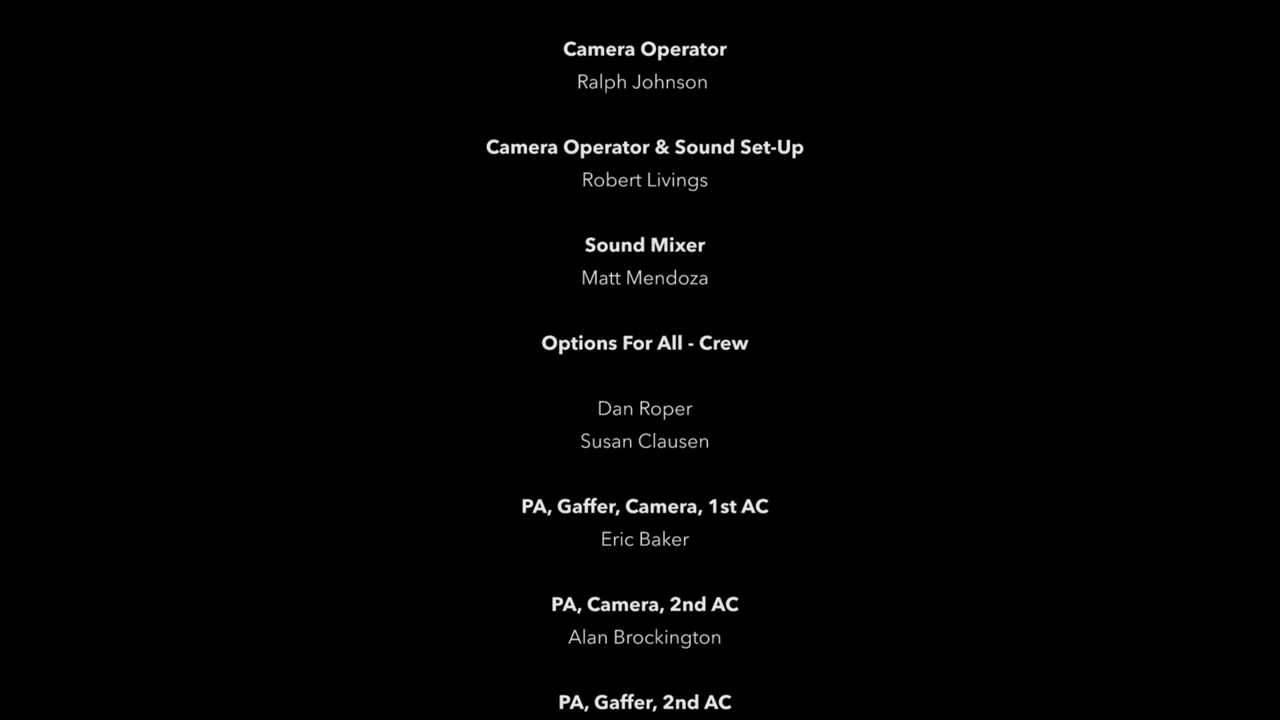 Camera Operator
Ralph Johnson
Camera Operator & Sound Set-Up
Robert Livings
Sound Mixer
Matt Mendoza
Options For All - Crew
Dan Roper
Susan Clausen
PA, Gaffer, Camera, 1st AC
Eric Baker
PA, Camera, 2nd AC
Alan Brockington
PA, Gaffer, 2nd AC